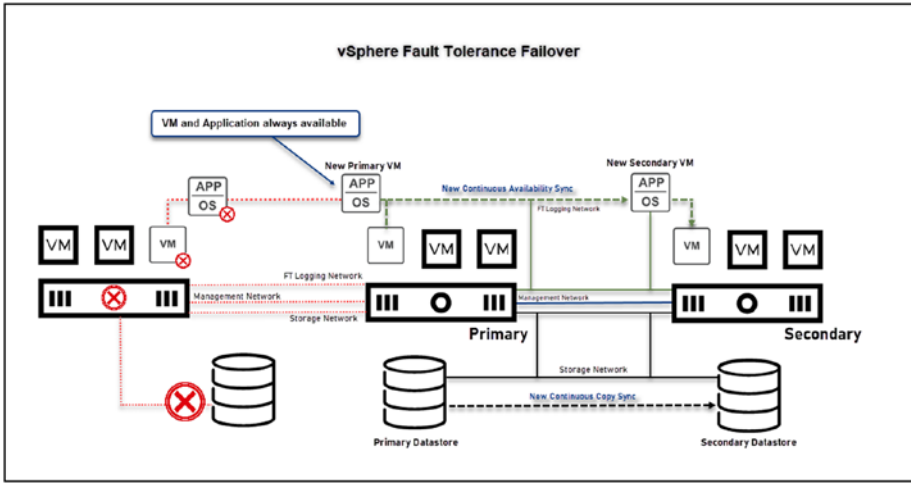 vSphere Fault Tolerance Failover
VM and Application always available
New Primary VM
New Secondary VM
APP
OS
APP
OS
APP
OS
New Continuous Availability Sync
FT Logging Network
VM
VM
VM
VM
VM
VM
VM
VM
VM
FT Logging Network
Management Network
Storage Network
Management Network
Primary
Secondary
Storage Network
New Continuous Copy Sync
Primary Datastore
Secondary Datastore